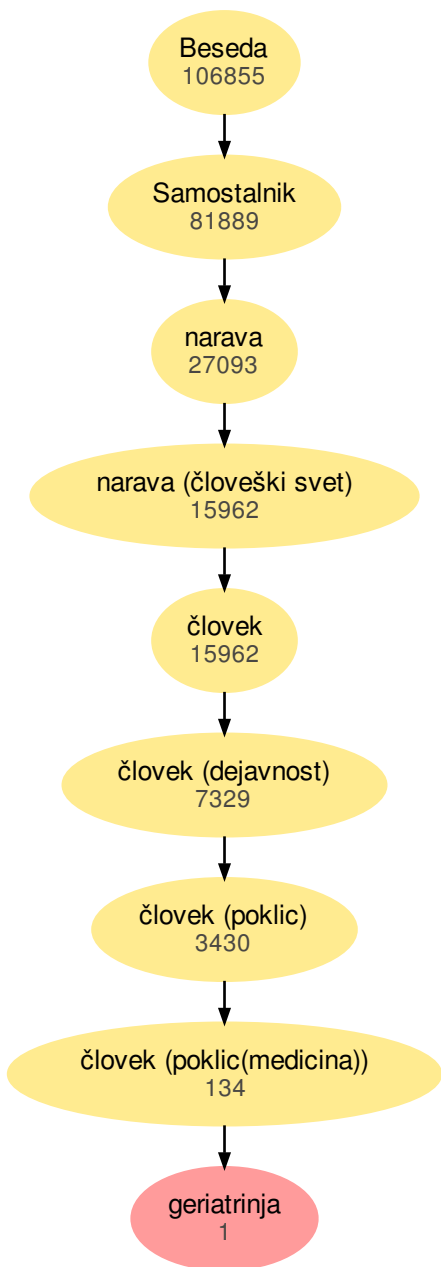 Beseda
106855
Samostalnik
81889
narava
27093
narava (človeški svet)
15962
človek
15962
človek (dejavnost)
7329
človek (poklic)
3430
človek (poklic(medicina))
134
geriatrinja
1